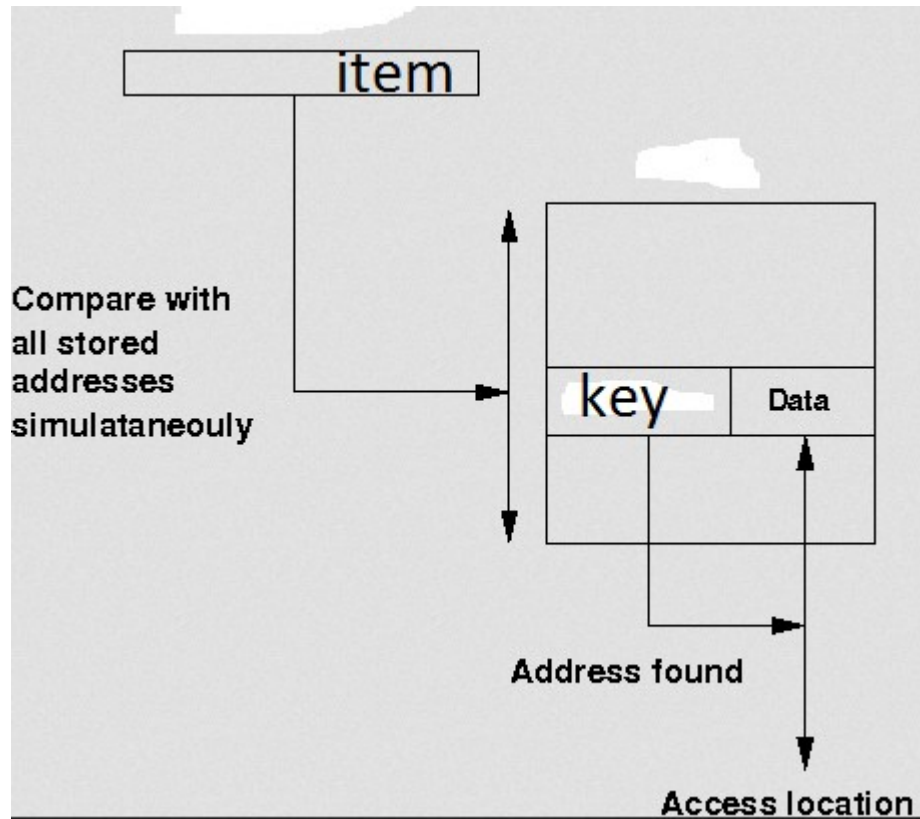 item
Compare with
all stored
addresses
simulataneouly
key
Data
Address found
Access location